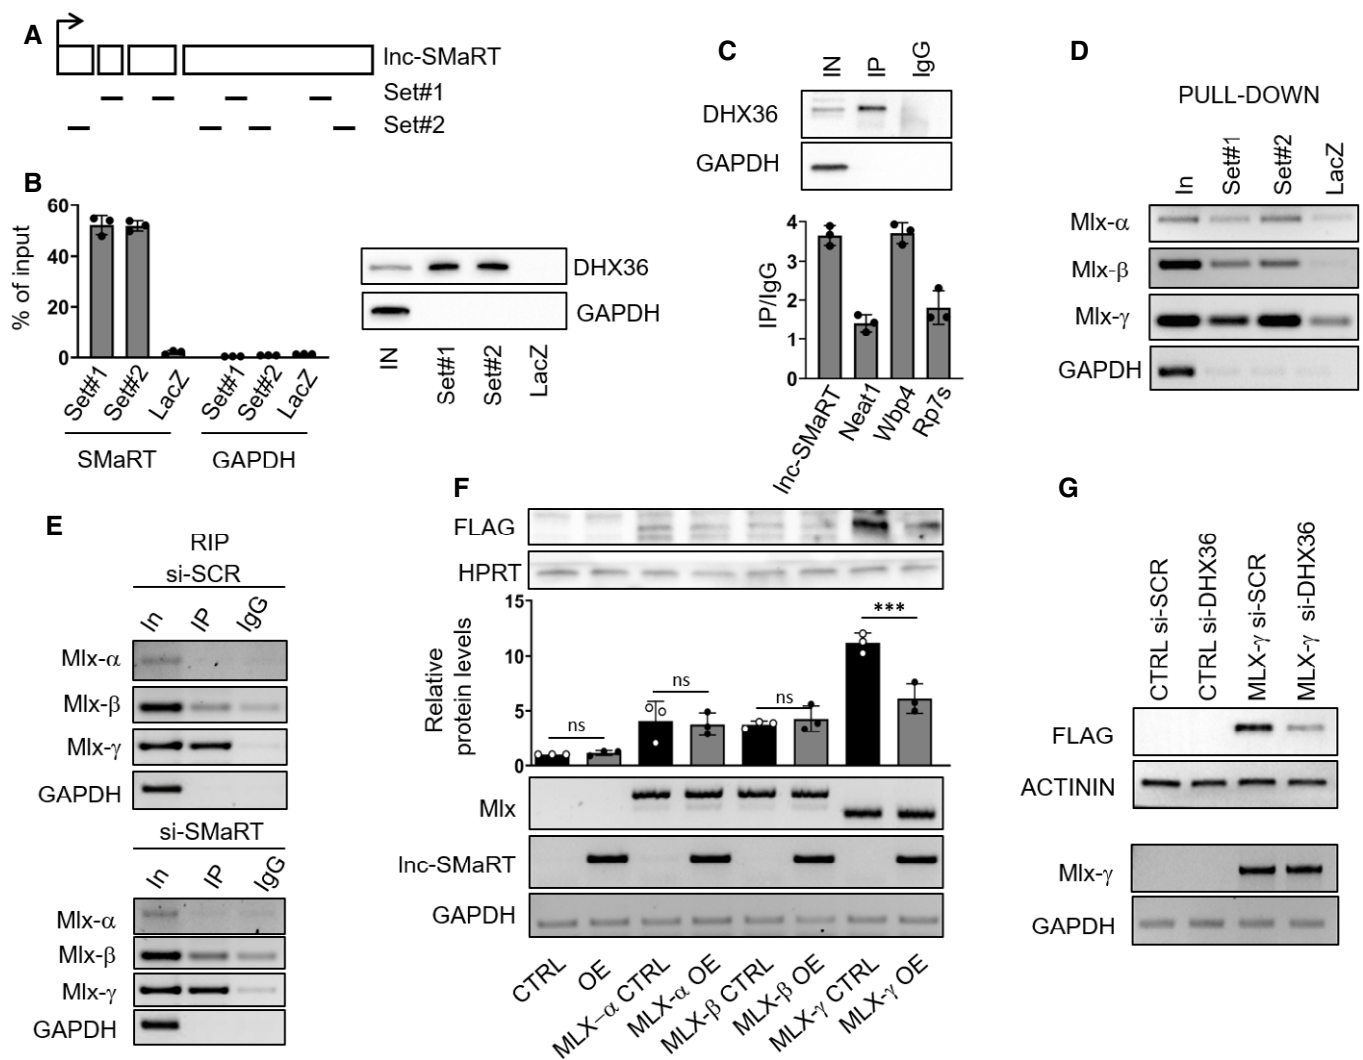 A
lnc-SMaRT
Set#1
Set#2
B
% of input
60
40
20
0
Set#1
Set#2
LacZ
Set#1
Set#2
LacZ
SMaRT
GAPDH
DHX36
GAPDH
IN
Set#1
Set#2
LacZ
C
IN
IP
IgG
DHX36
GAPDH
IP/IgG
4
3
2
1
0
lnc-SMaRT
Neat1
Wbp4
Rp7s
D
PULL-DOWN
In
Set#1
Set#2
LacZ
Mlx-α
Mlx-β
Mlx-γ
GAPDH
E
RIP
si-SCR
In
IP
IgG
Mlx-α
Mlx-β
Mlx-γ
GAPDH
si-SMaRT
In
IP
IgG
Mlx-α
Mlx-β
Mlx-γ
GAPDH
F
FLAG
HPRT
Relative
protein levels
15
10
5
0
ns
ns
ns
***
Mlx
lnc-SMaRT
GAPDH
CTRL
OE
MLX-α CTRL
MLX-α OE
MLX-β CTRL
MLX-β OE
MLX-γ CTRL
MLX-γ OE
G
CTRL si-SCR
CTRL si-DHX36
MLX-γ si-SCR
MLX-γ si-DHX36
FLAG
ACTININ
Mlx-γ
GAPDH